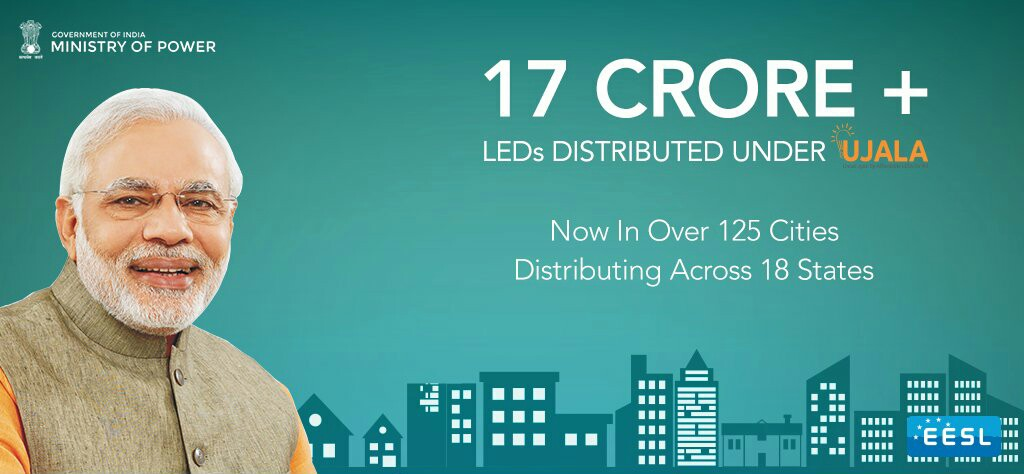 GOVERNMENT OF INDIA
MINISTRY OF POWER
17 CRORE +
LEDs DISTRIBUTED UNDER UJALA
Now In Over 125 Cities
Distributing Across 18 States
EESL